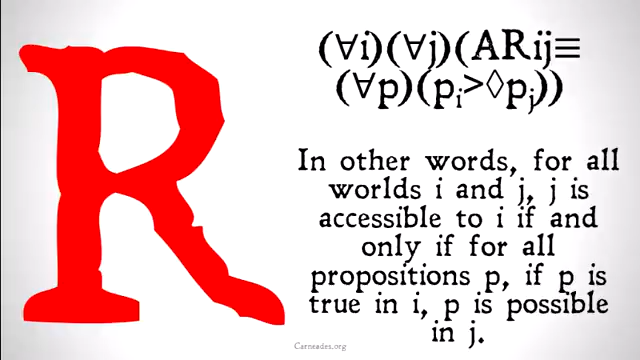 R
(∀i)(∀j)(ARij≡
(∀p)(pᵢ>◊pⱼ))
In other words, for all
worlds i and j, j is
accessible to i if and
only if for all
propositions p, if p is
true in i, p is possible
in j.
Carneades.org